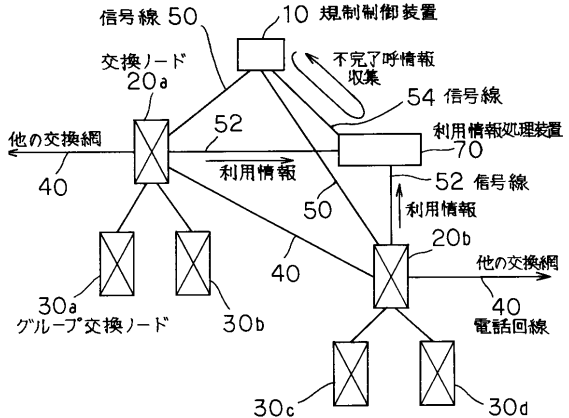 信号線 50
10 規制制御装置
不完了呼情報
収集
交換ノード
20a
54 信号線
他の交換網
52
利用情報処理装置
70
40
利用情報
50
52 信号線
利用情報
40
20b
30a
30b
グループ交換ノード
他の交換網
40
電話回線
30c
30d